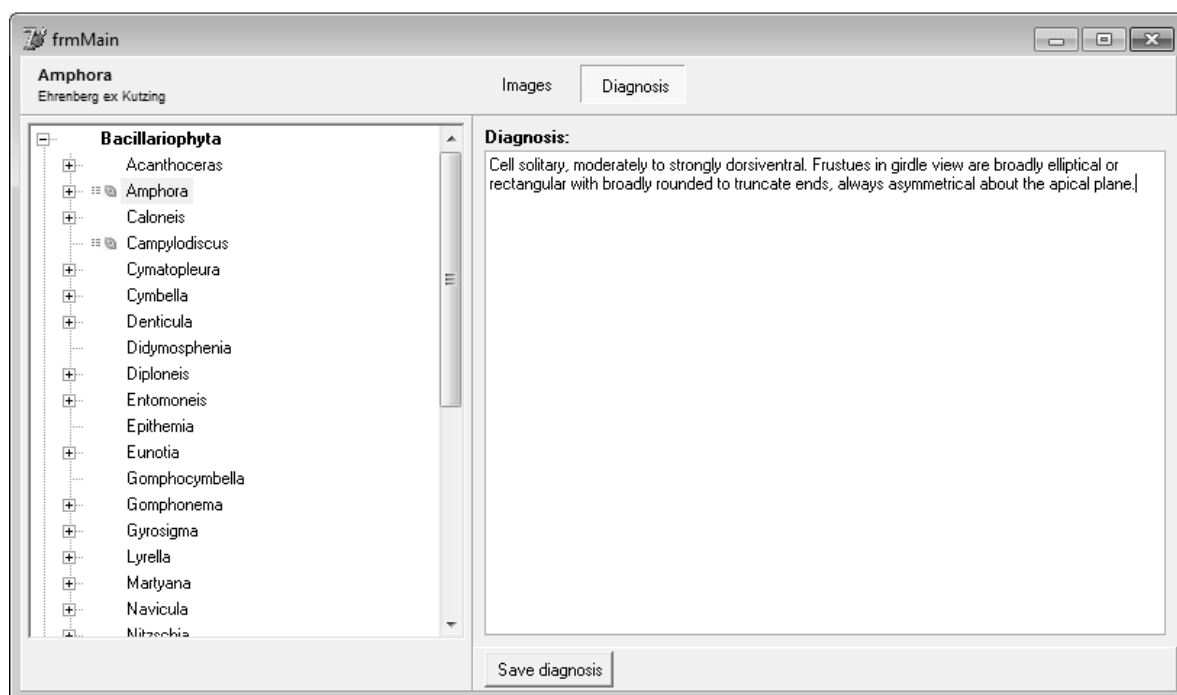 frmMain
Amphora
Ehrenberg ex Kutzing
Images
Diagnosis
Bacillariophyta
Acanthoceras
Amphora
Caloneis
Campylodiscus
Cymatopleura
Cymbella
Denticula
Didymosphenia
Diploneis
Entomoneis
Epithemia
Eunotia
Gomphocymbella
Gomphonema
Gyrosigma
Lyrella
Martyana
Navicula
Nitzschia
Diagnosis:
Cell solitary, moderately to strongly dorsiventral. Frustues in girdle view are broadly elliptical or
rectangular with broadly rounded to truncate ends, always asymmetrical about the apical plane.
Save diagnosis